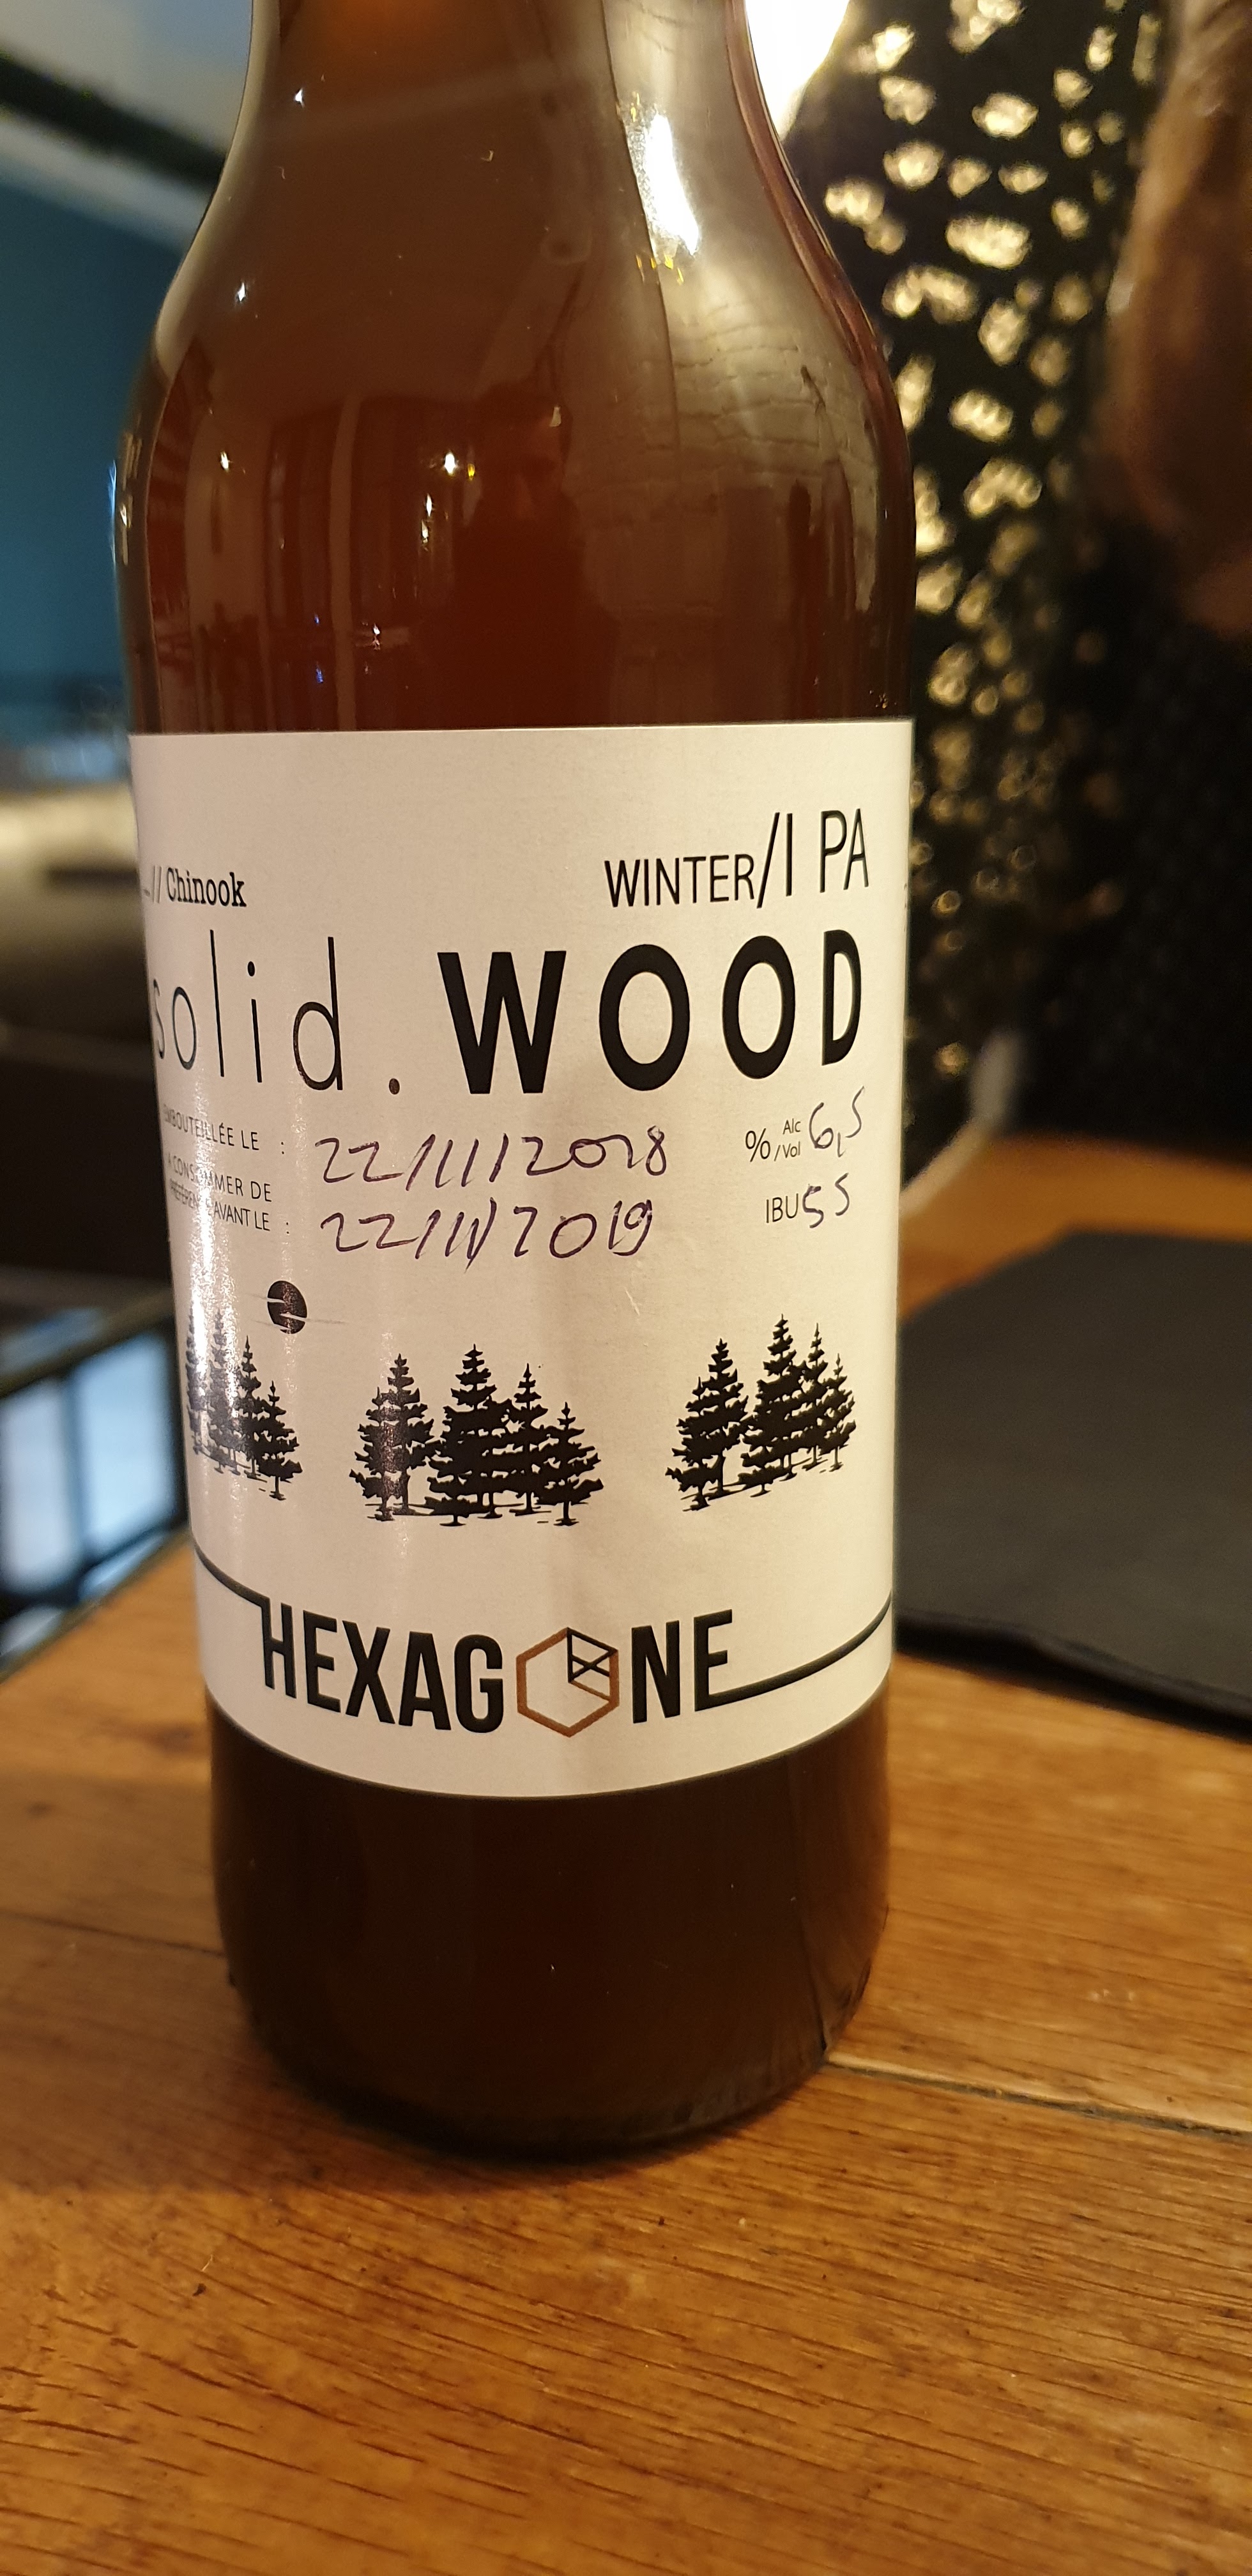 // Chinook
WINTER/I PA
solid. WOOD
EMBOUTEILLÉE LE : 22/11/2018
% Alc/Vol 6,5
A CONSOMMER DE
PRÉFÉRENCE AVANT LE : 22/11/2019
IBU 55
HEXAGONE